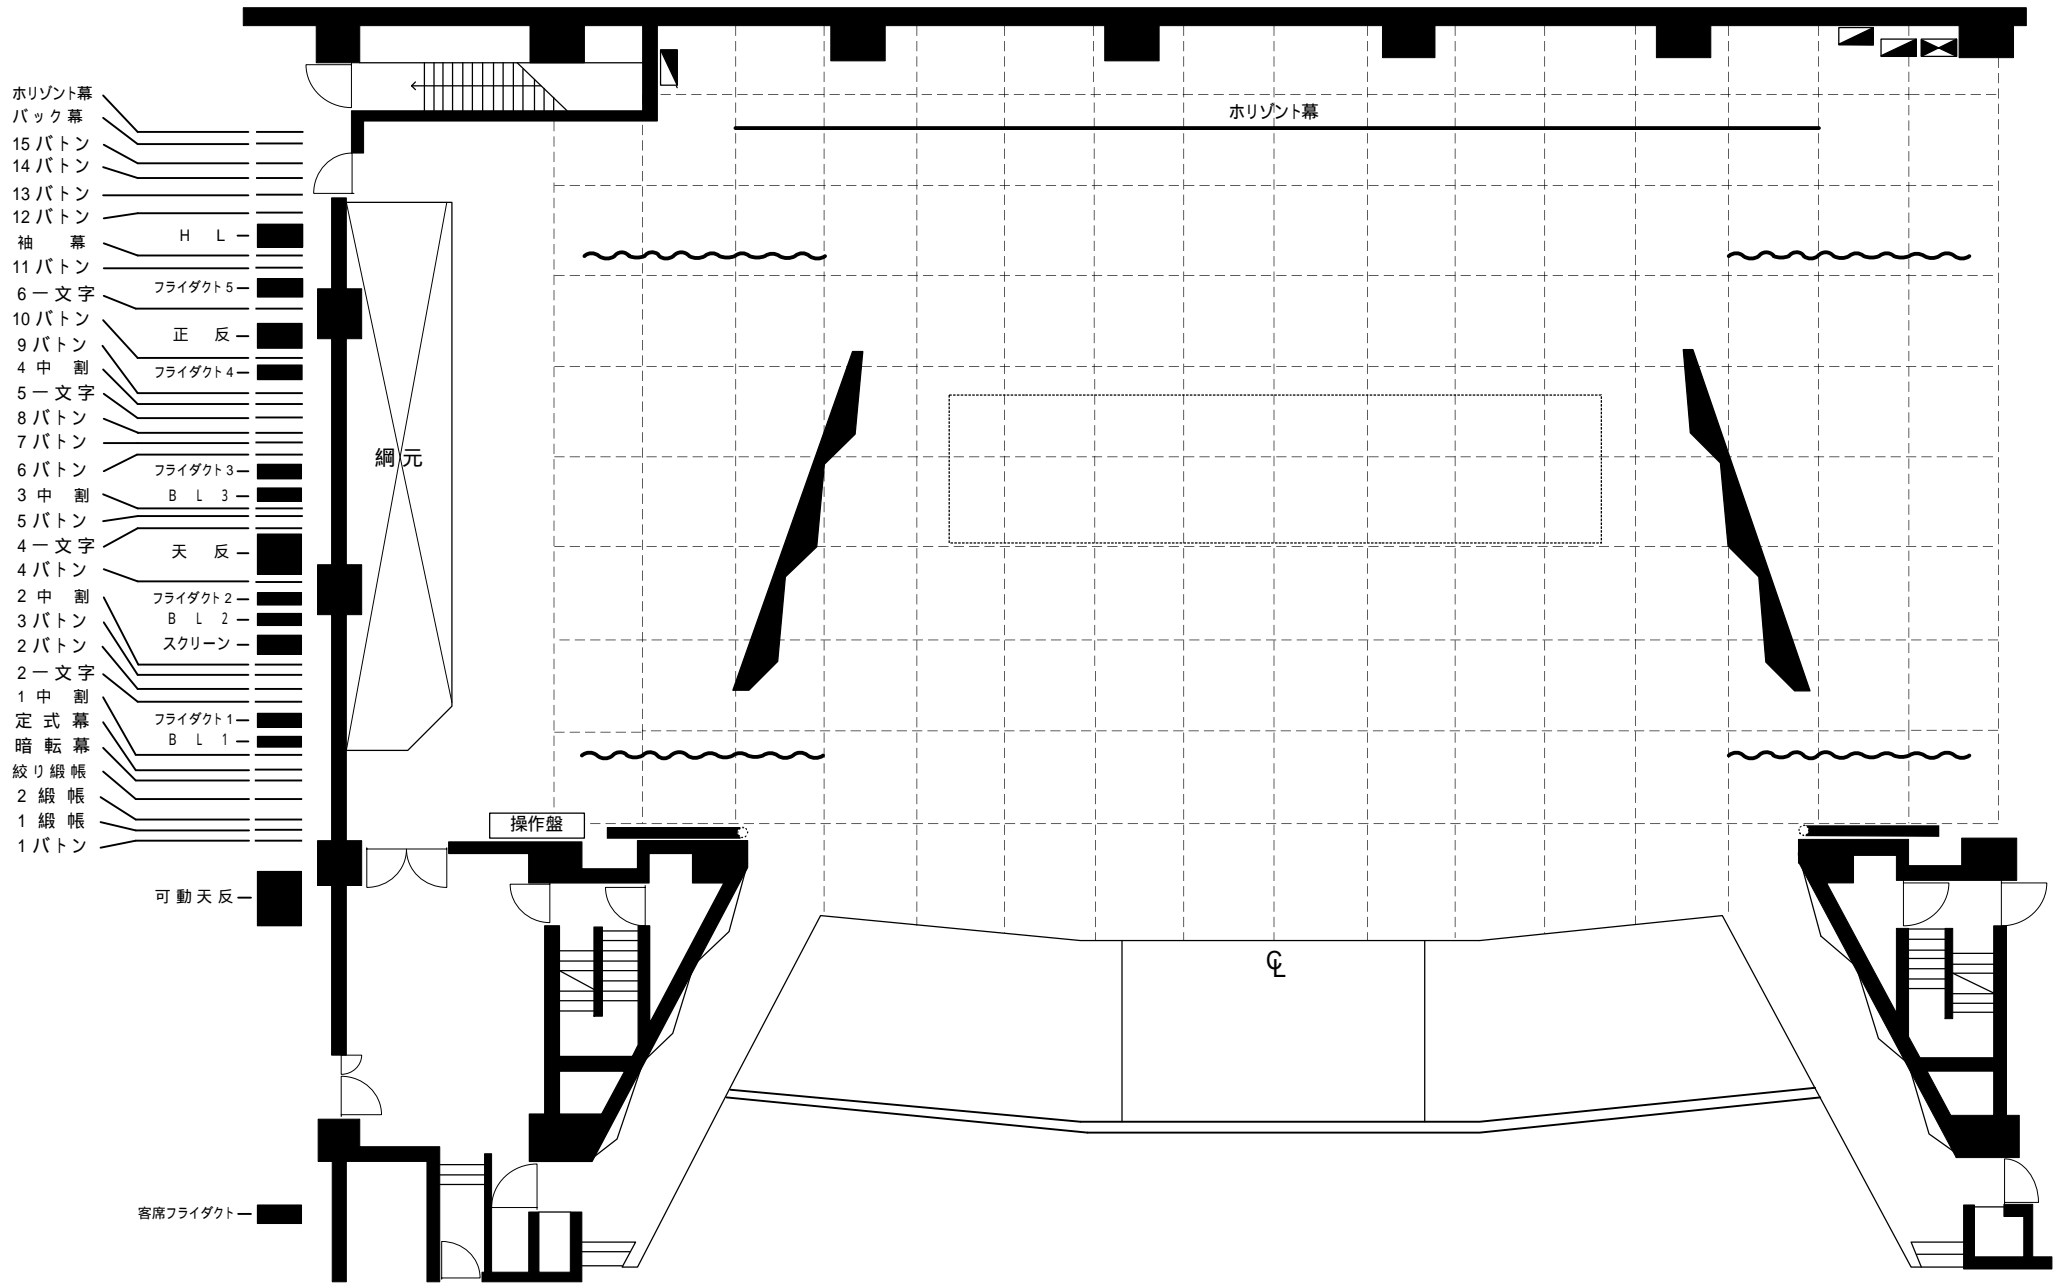 ホリゾント幕
バック幕
15バトン
14バトン
13バトン
12バトン
袖 幕
11バトン
6一文字
10バトン
9バトン
4中 割
5一文字
8バトン
7バトン
6バトン
3中 割
5バトン
4一文字
4バトン
2中 割
3バトン
2バトン
2一文字
1中 割
定式幕
暗転幕
絞り緞帳
2緞帳
1緞帳
1バトン
H L
フライダクト5
正 反
フライダクト4
フライダクト3
B L 3
天 反
フライダクト2
B L 2
スクリーン
フライダクト1
B L 1
可動天反
客席フライダクト
綱元
操作盤
ホリゾント幕
℄